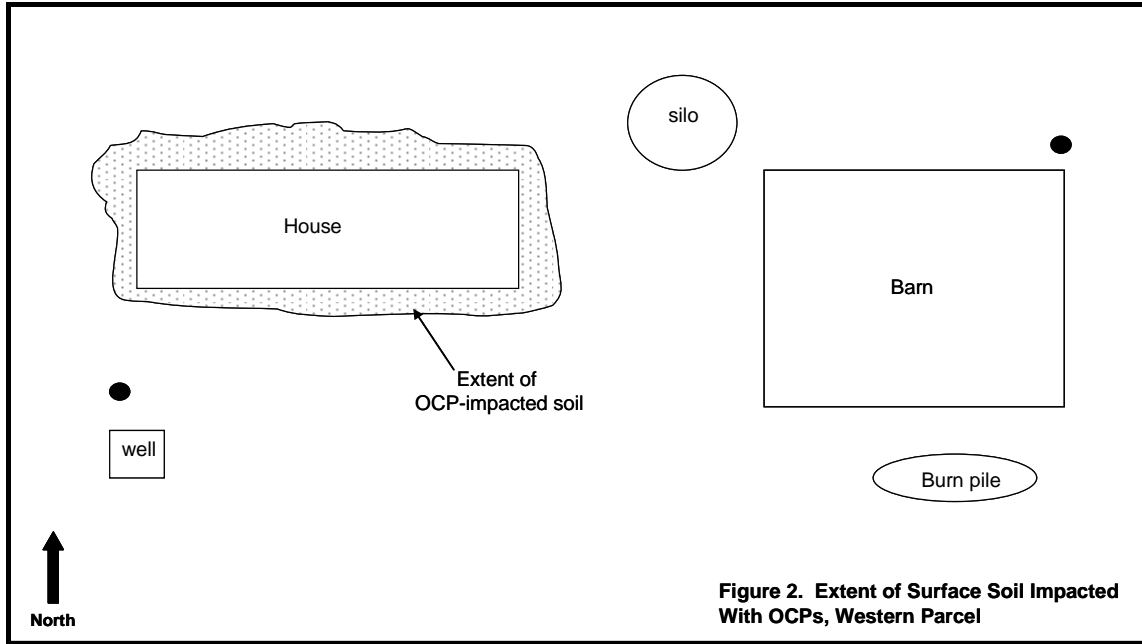 silo
House
Barn
Extent of
OCP-impacted soil
well
Burn pile
North
Figure 2. Extent of Surface Soil Impacted
With OCPs, Western Parcel